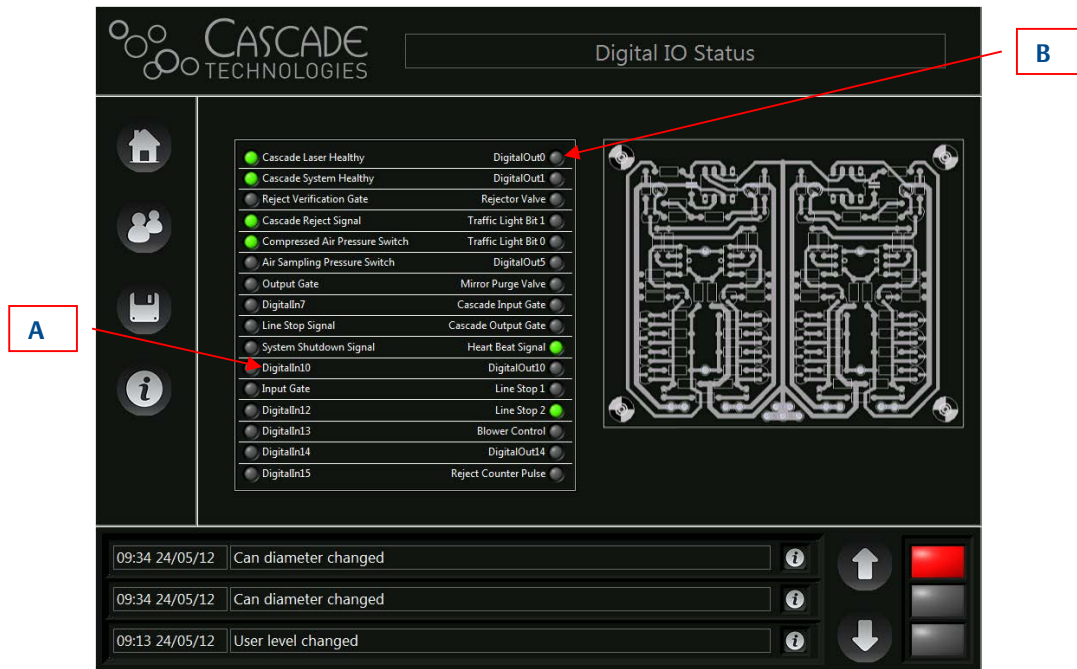 CASCADE
TECHNOLOGIES
Digital IO Status
B
Cascade Laser Healthy DigitalOut0
Cascade System Healthy DigitalOut1
Reject Verification Gate Rejector Valve
Cascade Reject Signal Traffic Light Bit 1
Compressed Air Pressure Switch Traffic Light Bit 0
Air Sampling Pressure Switch DigitalOut5
Output Gate Mirror Purge Valve
DigitalIn7 Cascade Input Gate
Line Stop Signal Cascade Output Gate
A
System Shutdown Signal Heart Beat Signal
DigitalIn10 DigitalOut10
Input Gate Line Stop 1
DigitalIn12 Line Stop 2
DigitalIn13 Blower Control
DigitalIn14 DigitalOut14
DigitalIn15 Reject Counter Pulse
09:34 24/05/12 Can diameter changed
09:34 24/05/12 Can diameter changed
09:13 24/05/12 User level changed